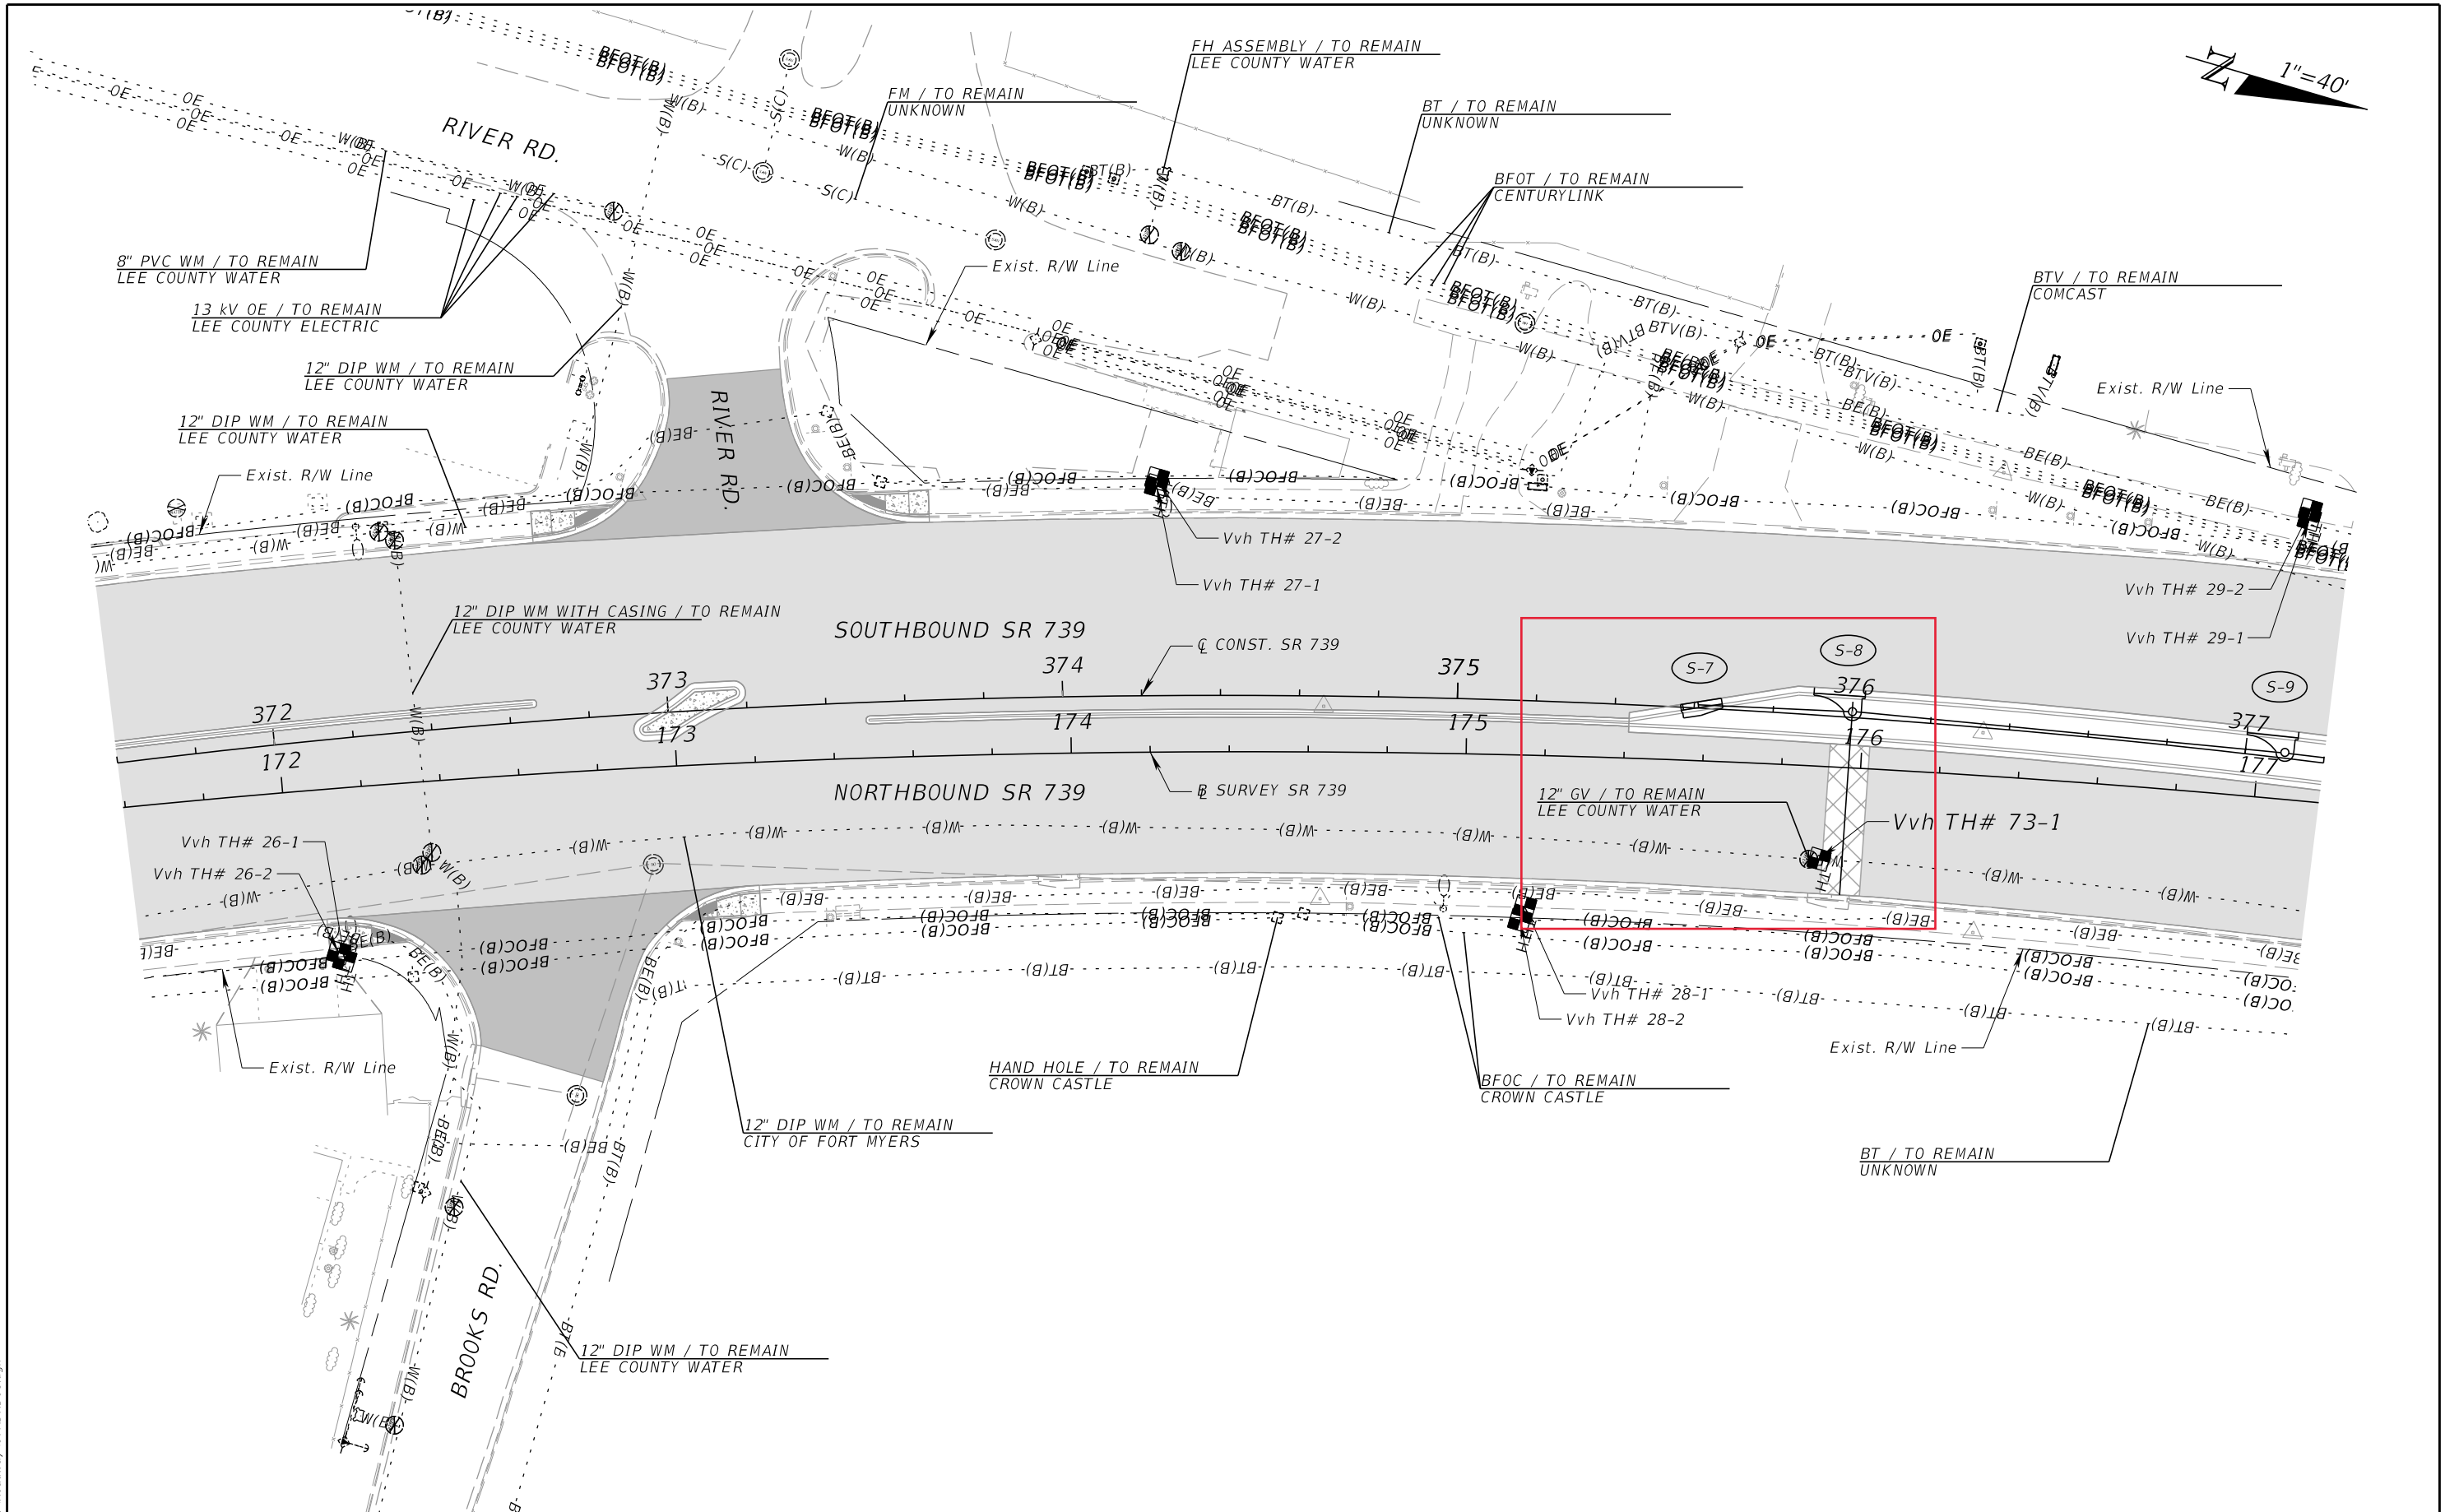 1"=40'
FH ASSEMBLY / TO REMAIN
LEE COUNTY WATER
FM / TO REMAIN
UNKNOWN
BT / TO REMAIN
UNKNOWN
BFOT / TO REMAIN
CENTURYLINK
RIVER RD.
8" PVC WM / TO REMAIN
LEE COUNTY WATER
Exist. R/W Line
BTV / TO REMAIN
COMCAST
13 kV OE / TO REMAIN
LEE COUNTY ELECTRIC
12" DIP WM / TO REMAIN
LEE COUNTY WATER
RIVER RD.
Exist. R/W Line
12" DIP WM / TO REMAIN
LEE COUNTY WATER
Exist. R/W Line
Vvh TH# 27-2
Vvh TH# 27-1
Vvh TH# 29-2
Vvh TH# 29-1
12" DIP WM WITH CASING / TO REMAIN
LEE COUNTY WATER
SOUTHBOUND SR 739
℄ CONST. SR 739
S-7
S-8
S-9
372
373
374
375
376
377
172
173
174
175
176
177
NORTHBOUND SR 739
SURVEY SR 739
12" GV / TO REMAIN
LEE COUNTY WATER
Vvh TH# 73-1
Vvh TH# 26-1
Vvh TH# 26-2
Vvh TH# 28-1
Vvh TH# 28-2
Exist. R/W Line
Exist. R/W Line
HAND HOLE / TO REMAIN
CROWN CASTLE
BFOC / TO REMAIN
CROWN CASTLE
12" DIP WM / TO REMAIN
CITY OF FORT MYERS
BT / TO REMAIN
UNKNOWN
BROOKS RD.
12" DIP WM / TO REMAIN
LEE COUNTY WATER
OE
W(B)
S(C)
BFOT(B)
BT(B)
BTV(B)
BE(B)
BFOC(B)
TH